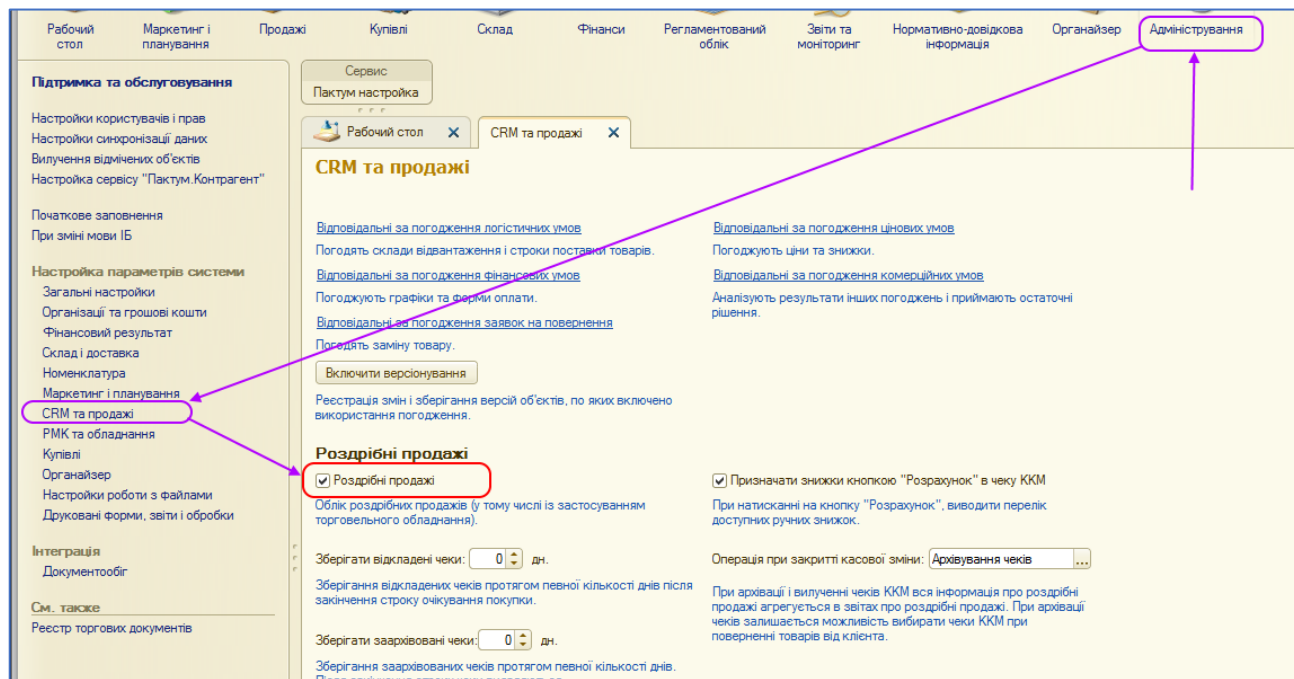 Рабочий стол
Маркетинг і планування
Продажі
Купівлі
Склад
Фінанси
Регламентований облік
Звіти та моніторинг
Нормативно-довідкова інформація
Органайзер
Адміністрування
Підтримка та обслуговування
Настройки користувачів і прав
Настройки синхронізації даних
Вилучення відмічених об'єктів
Настройка сервісу "Пактум.Контрагент"
Початкове заповнення
При зміні мови ІБ
Настройка параметрів системи
Загальні настройки
Організації та грошові кошти
Фінансовий результат
Склад і доставка
Номенклатура
Маркетинг і планування
CRM та продажі
РМК та обладнання
Купівлі
Органайзер
Настройки роботи з файлами
Друковані форми, звіти і обробки
Інтеграція
Документообіг
См. также
Реєстр торгових документів
Сервис
Пактум настройка
Рабочий стол
CRM та продажі
CRM та продажі
Відповідальні за погодження логістичних умов
Погодять склади відвантаження і строки поставки товарів.
Відповідальні за погодження фінансових умов
Погоджують графіки та форми оплати.
Відповідальні за погодження заявок на повернення
Погодять заміну товару.
Включити версіонування
Реєстрація змін і зберігання версій об'єктів, по яких включено
використання погодження.
Відповідальні за погодження цінових умов
Погоджують ціни та знижки.
Відповідальні за погодження комерційних умов
Аналізують результати інших погоджень і приймають остаточні
рішення.
Роздрібні продажі
Роздрібні продажі
Облік роздрібних продажів (у тому числі із застосуванням
торговельного обладнання).
Зберігати відкладені чеки: 0 дн.
Зберігання відкладених чеків протягом певної кількості днів після
закінчення строку очікування покупки.
Зберігати заархівовані чеки: 0 дн.
Зберігання заархівованих чеків протягом певної кількості днів.
Призначати знижки кнопкою "Розрахунок" в чеку ККМ
При натисканні на кнопку "Розрахунок", виводити перелік
доступних ручних знижок.
Операція при закритті касової зміни: Архівування чеків ...
При архівації і вилученні чеків ККМ вся інформація про роздрібні
продажі агрегується в звітах про роздрібні продажі. При архівації
чеків залишається можливість вибирати чеки ККМ при
поверненні товарів від клієнта.